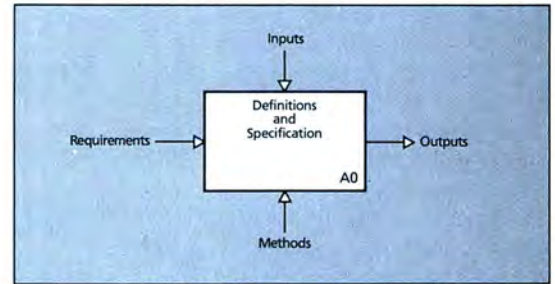 Inputs
Definitions
and
Specification
Requirements
Outputs
A0
Methods